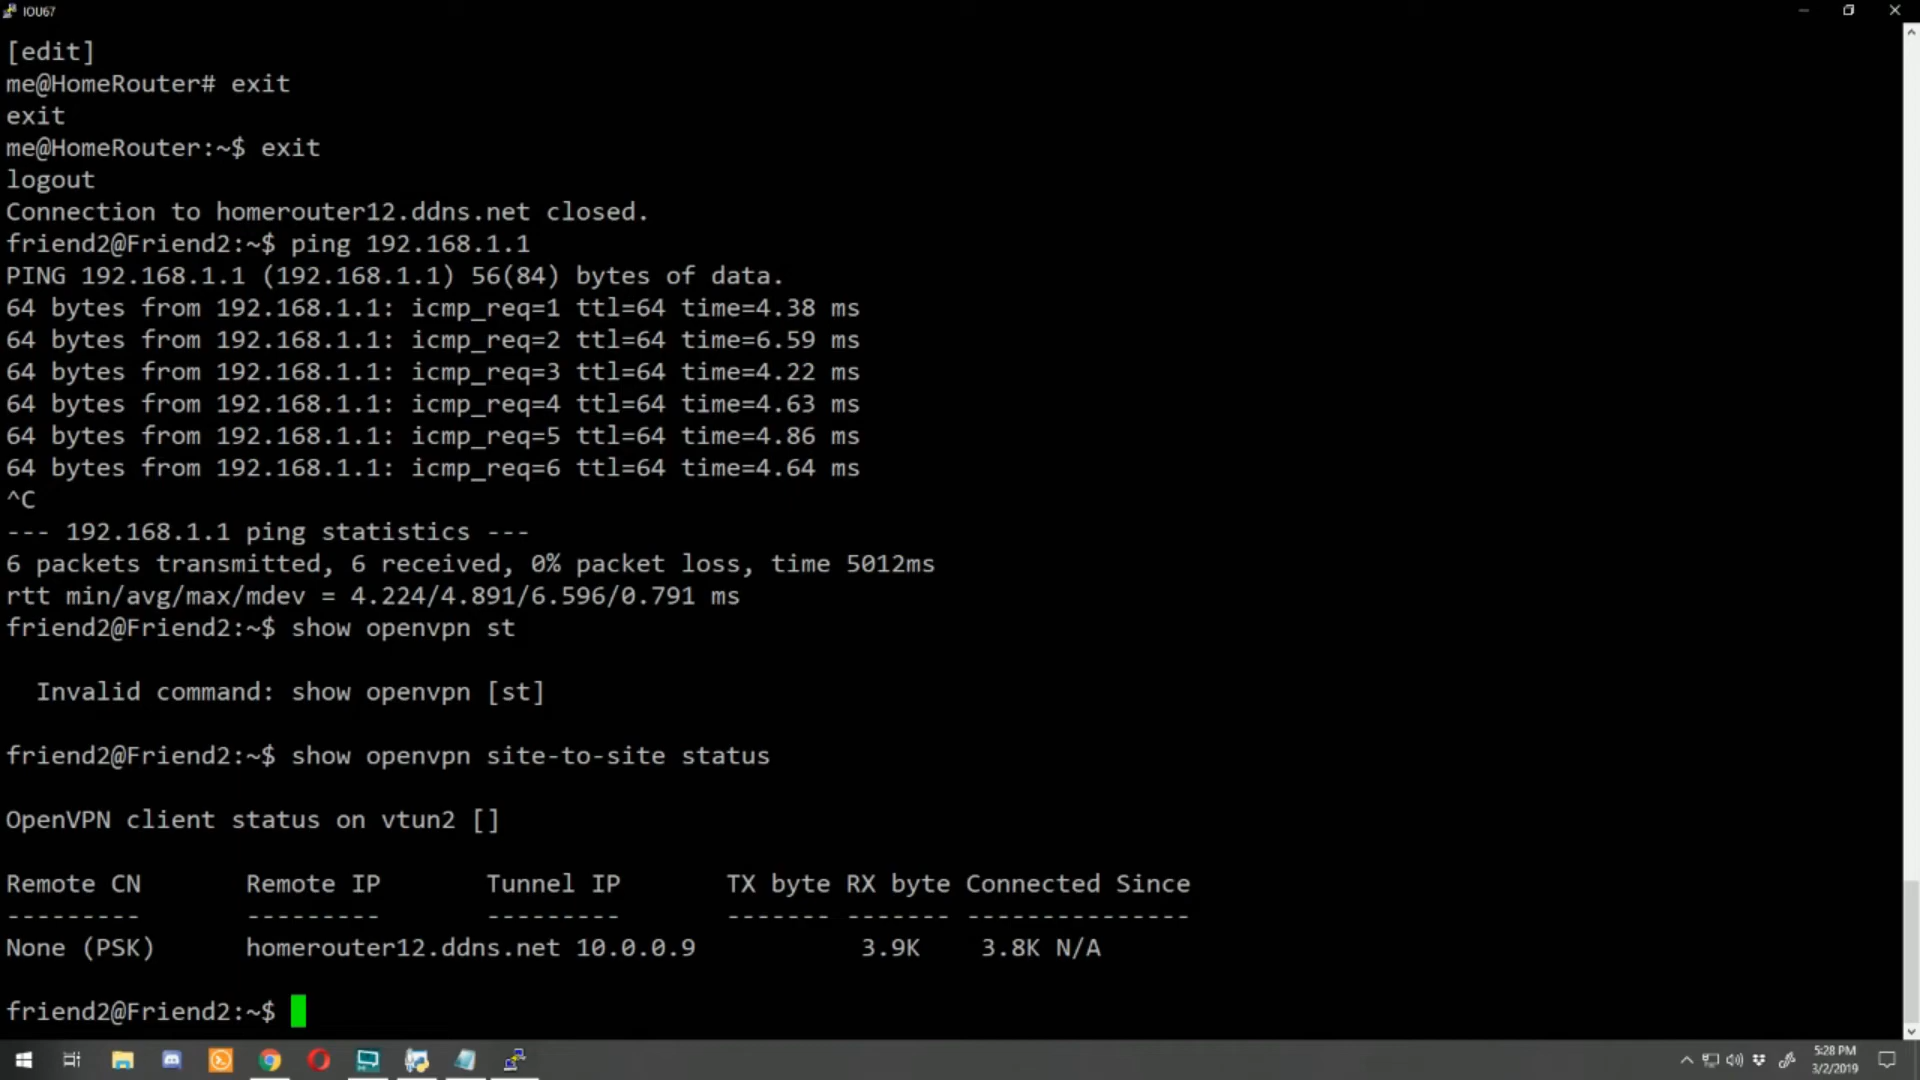 IOU67
[edit]
me@HomeRouter# exit
exit
me@HomeRouter:~$ exit
logout
Connection to homerouter12.ddns.net closed.
friend2@Friend2:~$ ping 192.168.1.1
PING 192.168.1.1 (192.168.1.1) 56(84) bytes of data.
64 bytes from 192.168.1.1: icmp_req=1 ttl=64 time=4.38 ms
64 bytes from 192.168.1.1: icmp_req=2 ttl=64 time=6.59 ms
64 bytes from 192.168.1.1: icmp_req=3 ttl=64 time=4.22 ms
64 bytes from 192.168.1.1: icmp_req=4 ttl=64 time=4.63 ms
64 bytes from 192.168.1.1: icmp_req=5 ttl=64 time=4.86 ms
64 bytes from 192.168.1.1: icmp_req=6 ttl=64 time=4.64 ms
^C
--- 192.168.1.1 ping statistics ---
6 packets transmitted, 6 received, 0% packet loss, time 5012ms
rtt min/avg/max/mdev = 4.224/4.891/6.596/0.791 ms
friend2@Friend2:~$ show openvpn st
Invalid command: show openvpn [st]
friend2@Friend2:~$ show openvpn site-to-site status
OpenVPN client status on vtun2 []
Remote CN       Remote IP       Tunnel IP       TX byte RX byte Connected Since
---------       ---------       ---------       ------- ------- ---------------
None (PSK)      homerouter12.ddns.net 10.0.0.9           3.9K    3.8K N/A
friend2@Friend2:~$
5:28 PM
3/2/2019